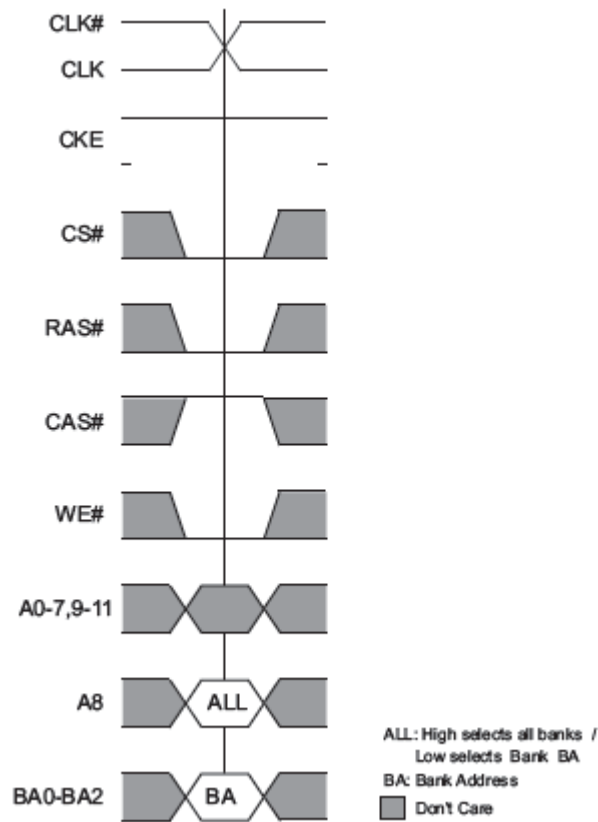 CLK#
CLK
CKE
CS#
RAS#
CAS#
WE#
A0-7,9-11
A8
ALL
BA0-BA2
BA
ALL: High selects all banks /
Low selects Bank BA
BA: Bank Address
Don't Care